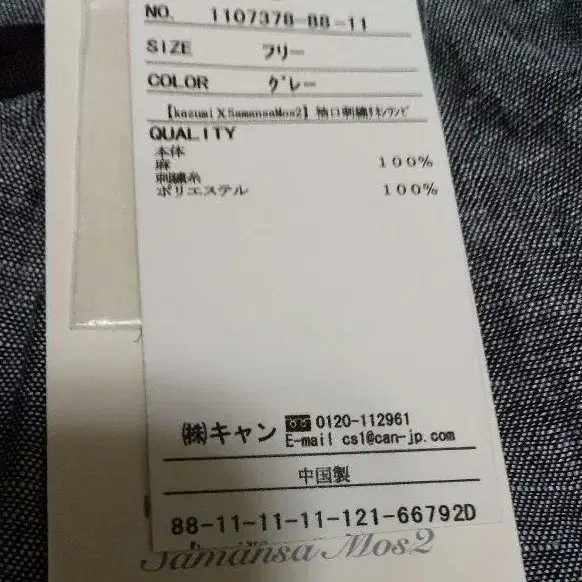 NO. 1107378-88-11
SIZE フリー
COLOR グレー
【kazumi X SamansaMos2】袖口刺繍リネンワンピ
QUALITY
本体
麻 100%
刺繍糸
ポリエステル 100%
㈱キャン 0120-112961
E-mail cs1@can-jp.com
中国製
88-11-11-11-121-66792D
Samansa Mos2